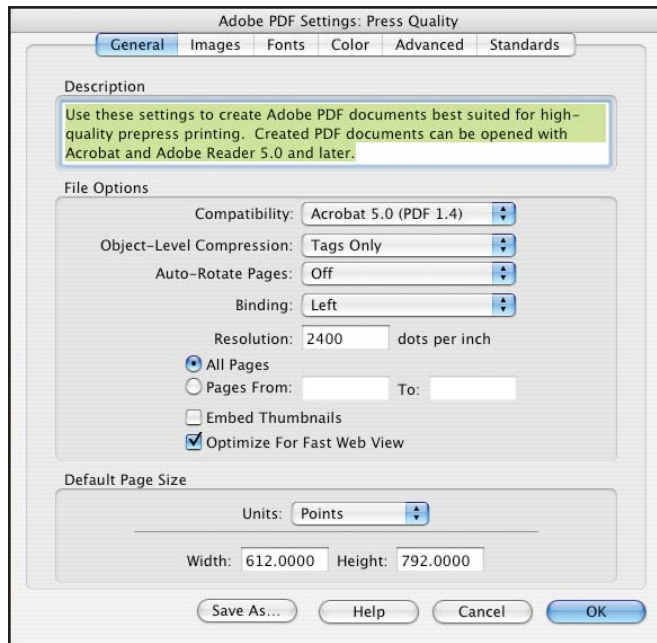 Adobe PDF Settings: Press Quality
General Images Fonts Color Advanced Standards
Description
Use these settings to create Adobe PDF documents best suited for high-
quality prepress printing. Created PDF documents can be opened with
Acrobat and Adobe Reader 5.0 and later.
File Options
Compatibility: Acrobat 5.0 (PDF 1.4)
Object-Level Compression: Tags Only
Auto-Rotate Pages: Off
Binding: Left
Resolution: 2400 dots per inch
All Pages
Pages From: To:
Embed Thumbnails
Optimize For Fast Web View
Default Page Size
Units: Points
Width: 612.0000 Height: 792.0000
Save As... Help Cancel OK